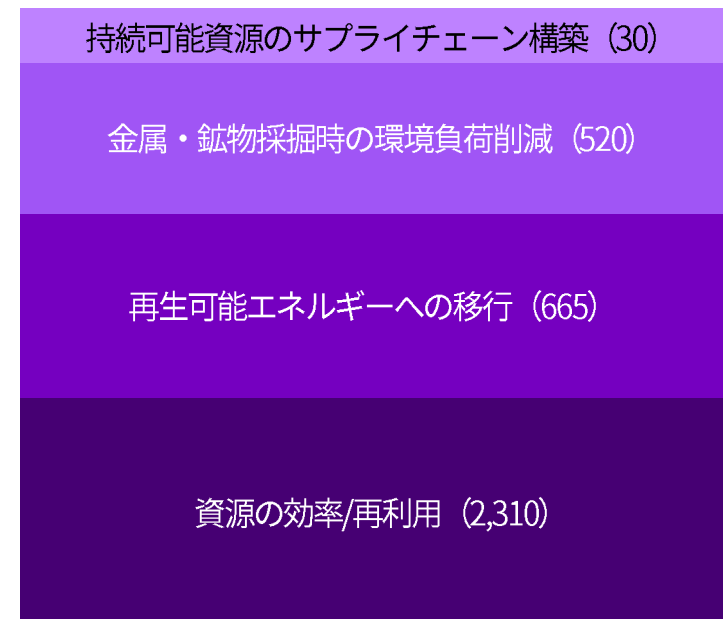 持続可能資源のサプライチェーン構築（30）
金属・鉱物採掘時の環境負荷削減（520）
再生可能エネルギーへの移行（665）
資源の効率/再利用（2,310）